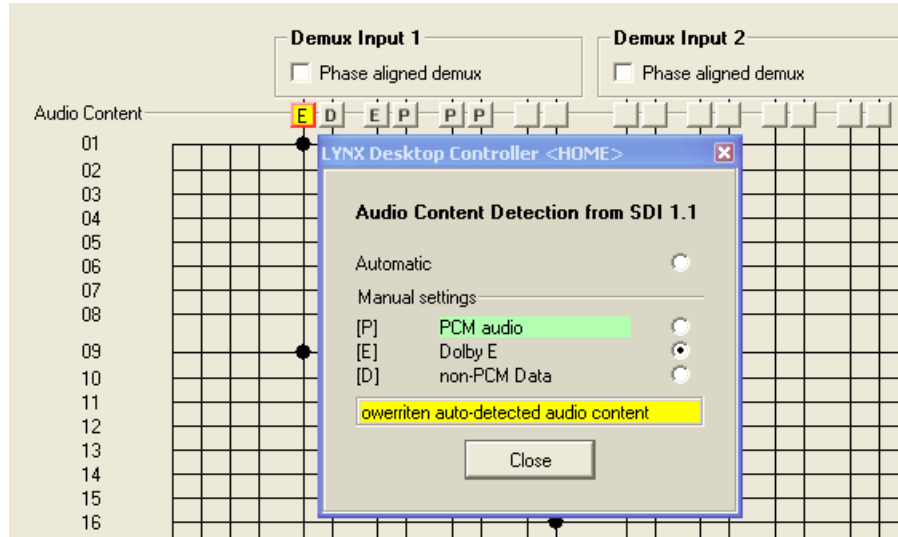 Demux Input 1
Demux Input 2
Phase aligned demux
Phase aligned demux
Audio Content
E D E P P P
01
02
03
04
05
06
07
08
09
10
11
12
13
14
15
16
LYNX Desktop Controller <HOME>
Audio Content Detection from SDI 1.1
Automatic
Manual settings
[P] PCM audio
[E] Dolby E
[D] non-PCM Data
owerriten auto-detected audio content
Close